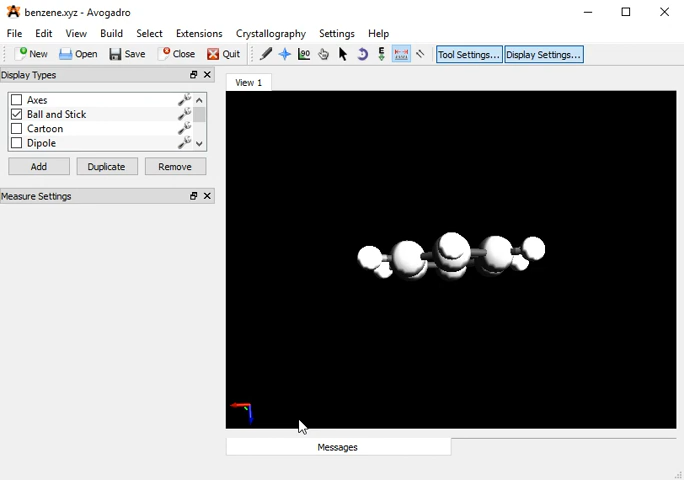 benzene.xyz - Avogadro
File Edit View Build Select Extensions Crystallography Settings Help
New Open Save Close Quit Tool Settings... Display Settings...
Display Types
View 1
Axes
Ball and Stick
Cartoon
Dipole
Add Duplicate Remove
Measure Settings
Messages